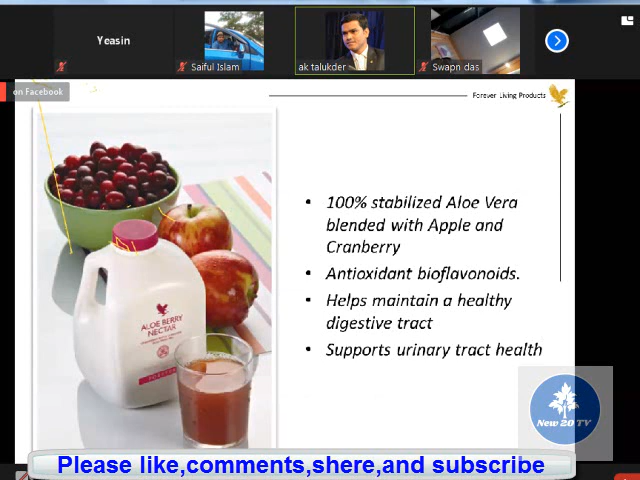 Yeasin
Saiful Islam
ak talukder
Swapn das
on Facebook
Forever Living Products
100% stabilized Aloe Vera
blended with Apple and
Cranberry
Antioxidant bioflavonoids.
Helps maintain a healthy
digestive tract
Supports urinary tract health
ALOE BERRY
NECTAR
New 20 TV
Please like,comments,shere,and subscribe